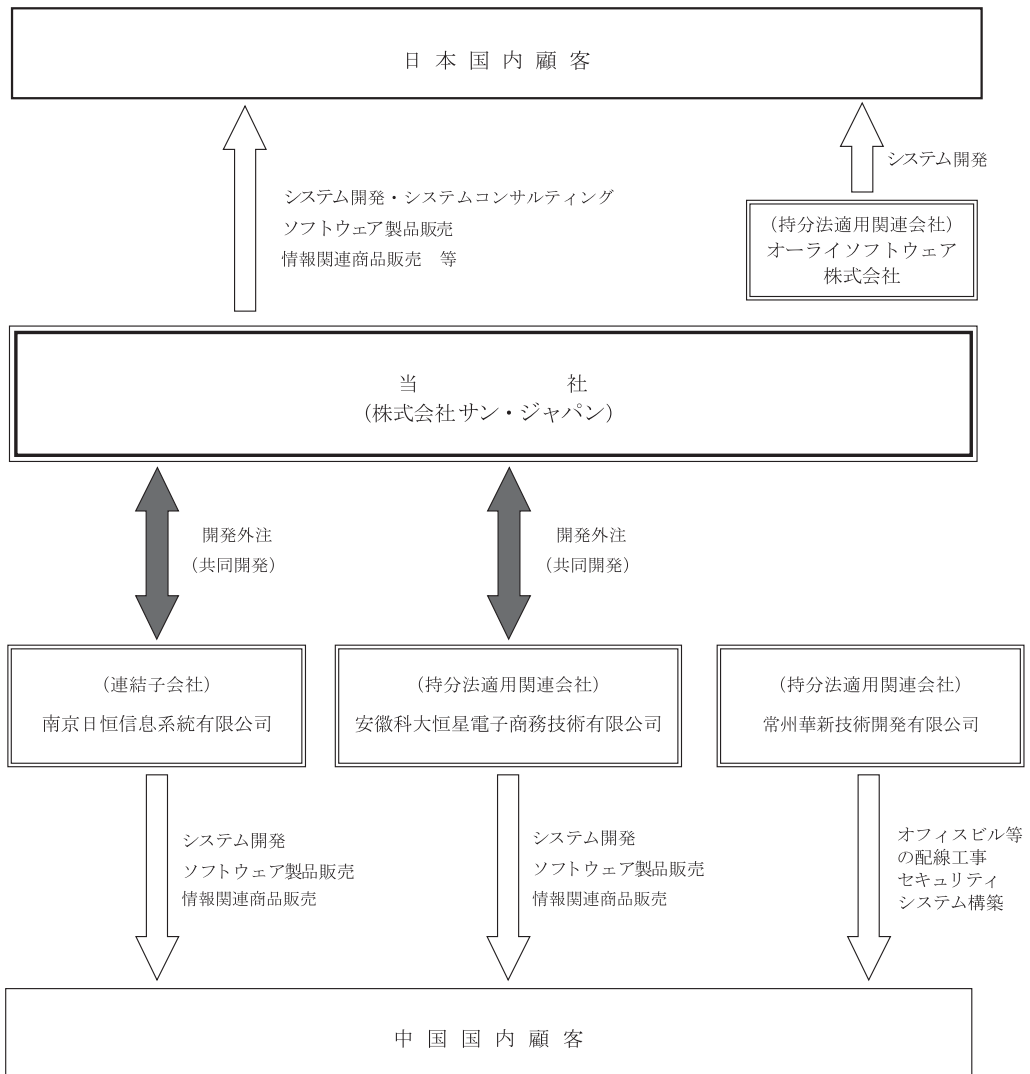 日本国内顧客
システム開発
システム開発・システムコンサルティング
ソフトウェア製品販売
情報関連商品販売　等
(持分法適用関連会社)
オーライソフトウェア
株式会社
当　社
(株式会社サン・ジャパン)
開発外注
(共同開発)
開発外注
(共同開発)
(連結子会社)
南京日恒信息系統有限公司
(持分法適用関連会社)
安徽科大恒星電子商務技術有限公司
(持分法適用関連会社)
常州華新技術開発有限公司
システム開発
ソフトウェア製品販売
情報関連商品販売
システム開発
ソフトウェア製品販売
情報関連商品販売
オフィスビル等
の配線工事
セキュリティ
システム構築
中国国内顧客